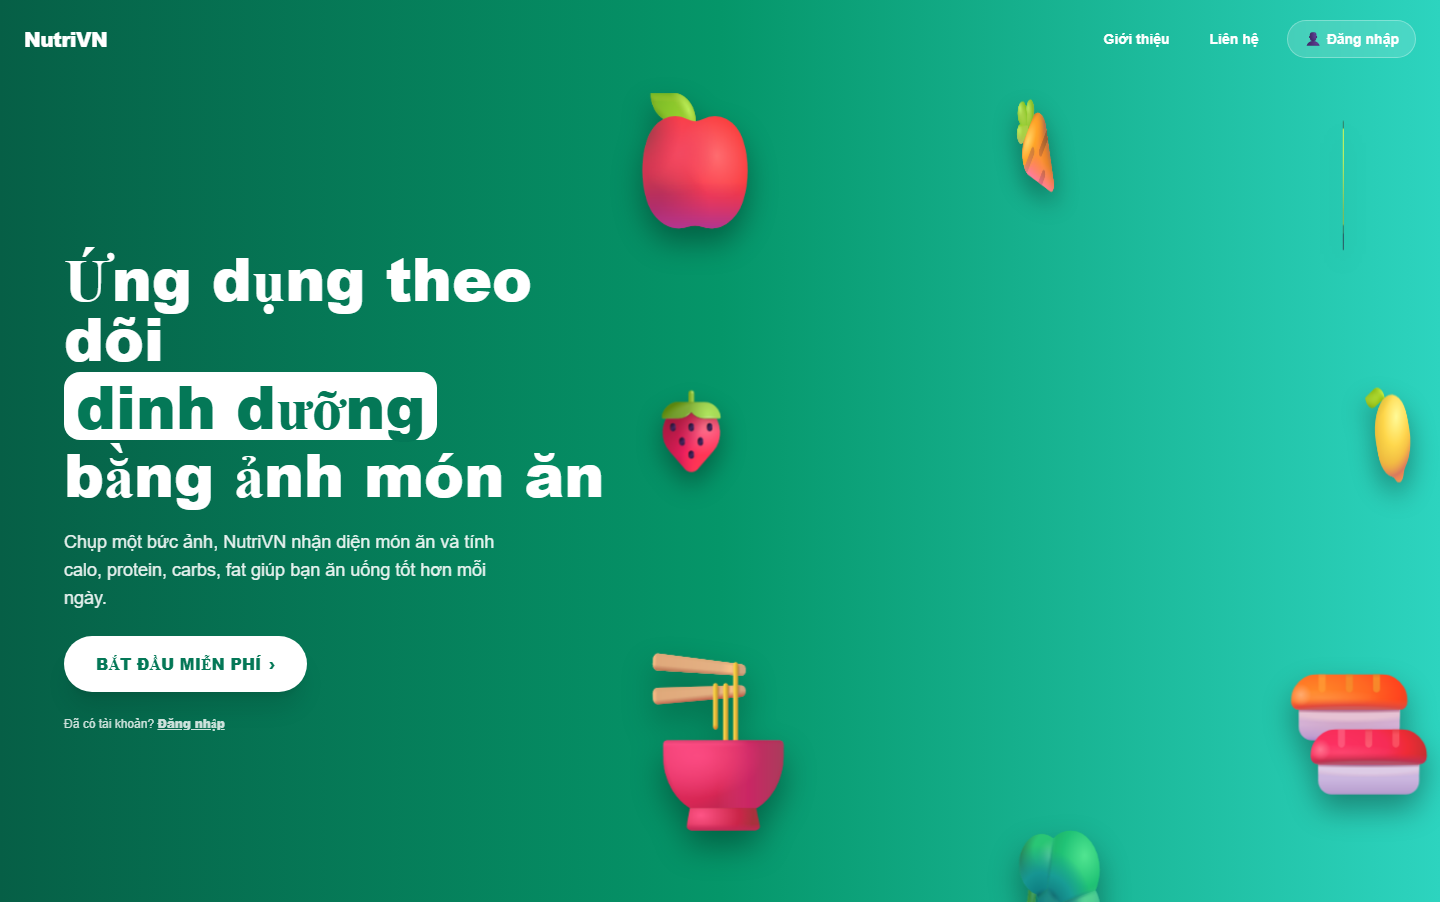 NutriVN
Giới thiệu
Liên hệ
Đăng nhập
Ứng dụng theo
dõi
dinh dưỡng
bằng ảnh món ăn
Chụp một bức ảnh, NutriVN nhận diện món ăn và tính
calo, protein, carbs, fat giúp bạn ăn uống tốt hơn mỗi
ngày.
BẮT ĐẦU MIỄN PHÍ ›
Đã có tài khoản? Đăng nhập